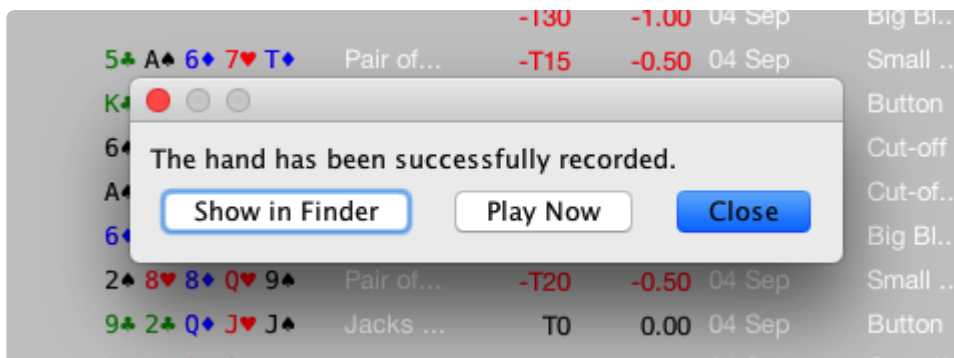 -T30 -1.00 04 Sep Big Bl...
5♣ A♠ 6♦ 7♥ T♦ Pair of... -T15 -0.50 04 Sep Small ...
K♣ Button
6♠ The hand has been successfully recorded. Cut-off
A♠ Show in Finder Play Now Close Cut-of...
6♦ Big Bl...
2♠ 8♥ 8♦ Q♥ 9♠ Pair of... -T20 -0.50 04 Sep Small ...
9♣ 2♣ Q♦ J♥ J♠ Jacks ... T0 0.00 04 Sep Button